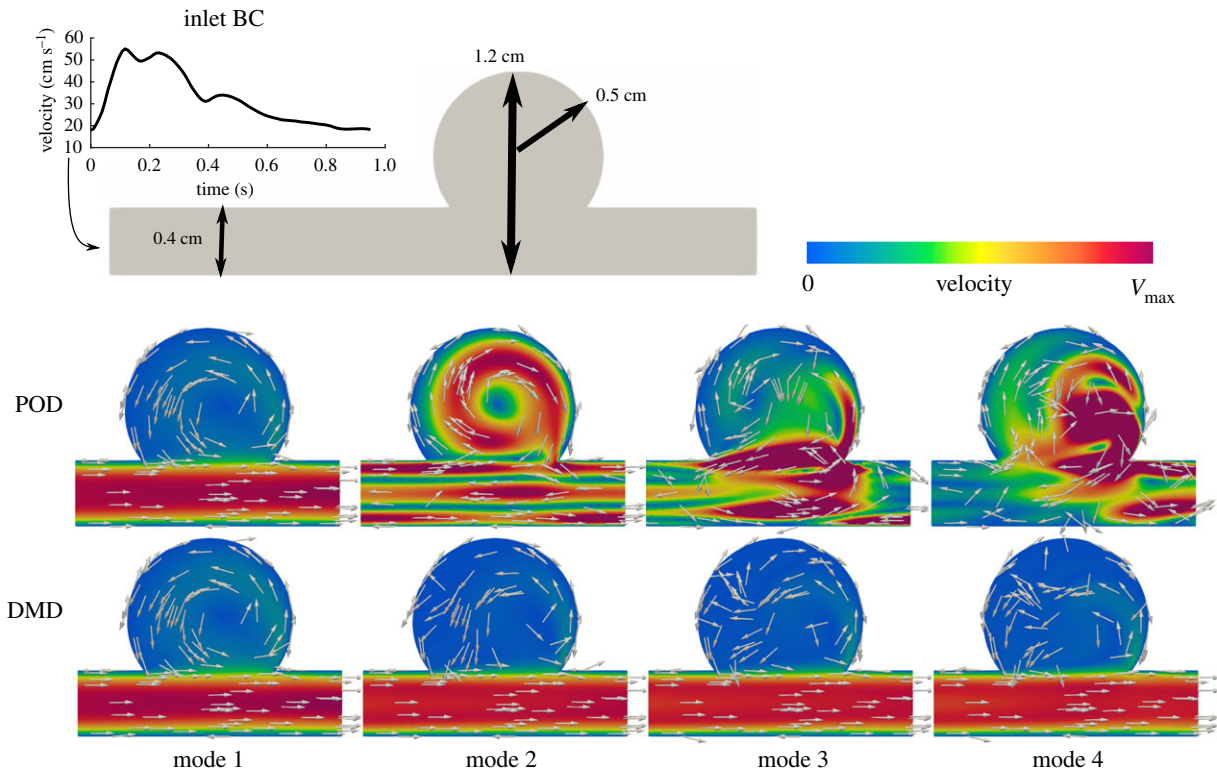 inlet BC
velocity (cm s⁻¹)
60
50
40
30
20
10
0
0.2
0.4
0.6
0.8
1.0
time (s)
1.2 cm
0.5 cm
0.4 cm
0
velocity
Vmax
POD
DMD
mode 1
mode 2
mode 3
mode 4